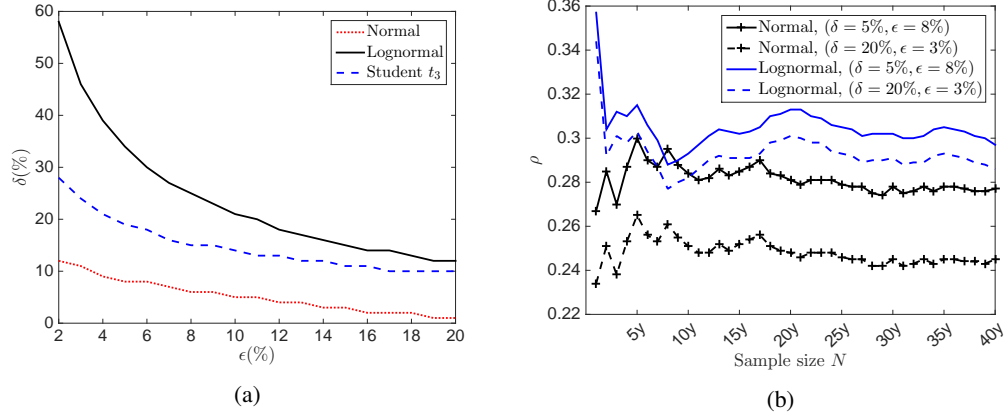 60
50
40
30
20
10
0
δ(%)
2 4 6 8 10 12 14 16 18 20
ϵ(%)
Normal
Lognormal
Student t₃
(a)
0.36
0.34
0.32
0.3
0.28
0.26
0.24
0.22
ρ
5y 10y 15y 20y 25y 30y 35y 40y
Sample size N
Normal, (δ = 5%, ϵ = 8%)
Normal, (δ = 20%, ϵ = 3%)
Lognormal, (δ = 5%, ϵ = 8%)
Lognormal, (δ = 20%, ϵ = 3%)
(b)